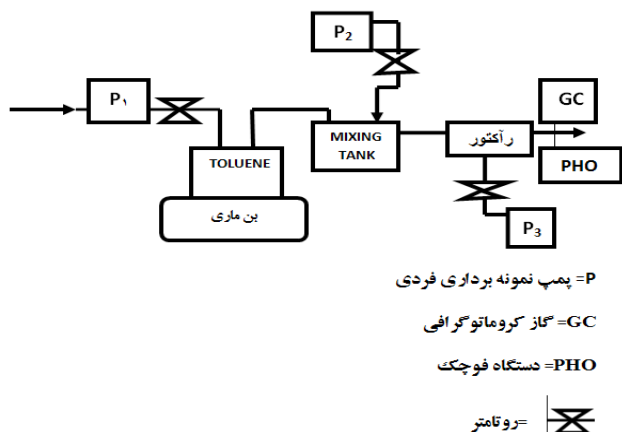 P2
P۱
GC
TOLUENE
MIXING
TANK
رآکتور
PHO
بن ماری
P3
P= پمپ نمونه برداری فردی
GC= گاز کروماتوگرافی
PHO= دستگاه فوچک
=روتامتر